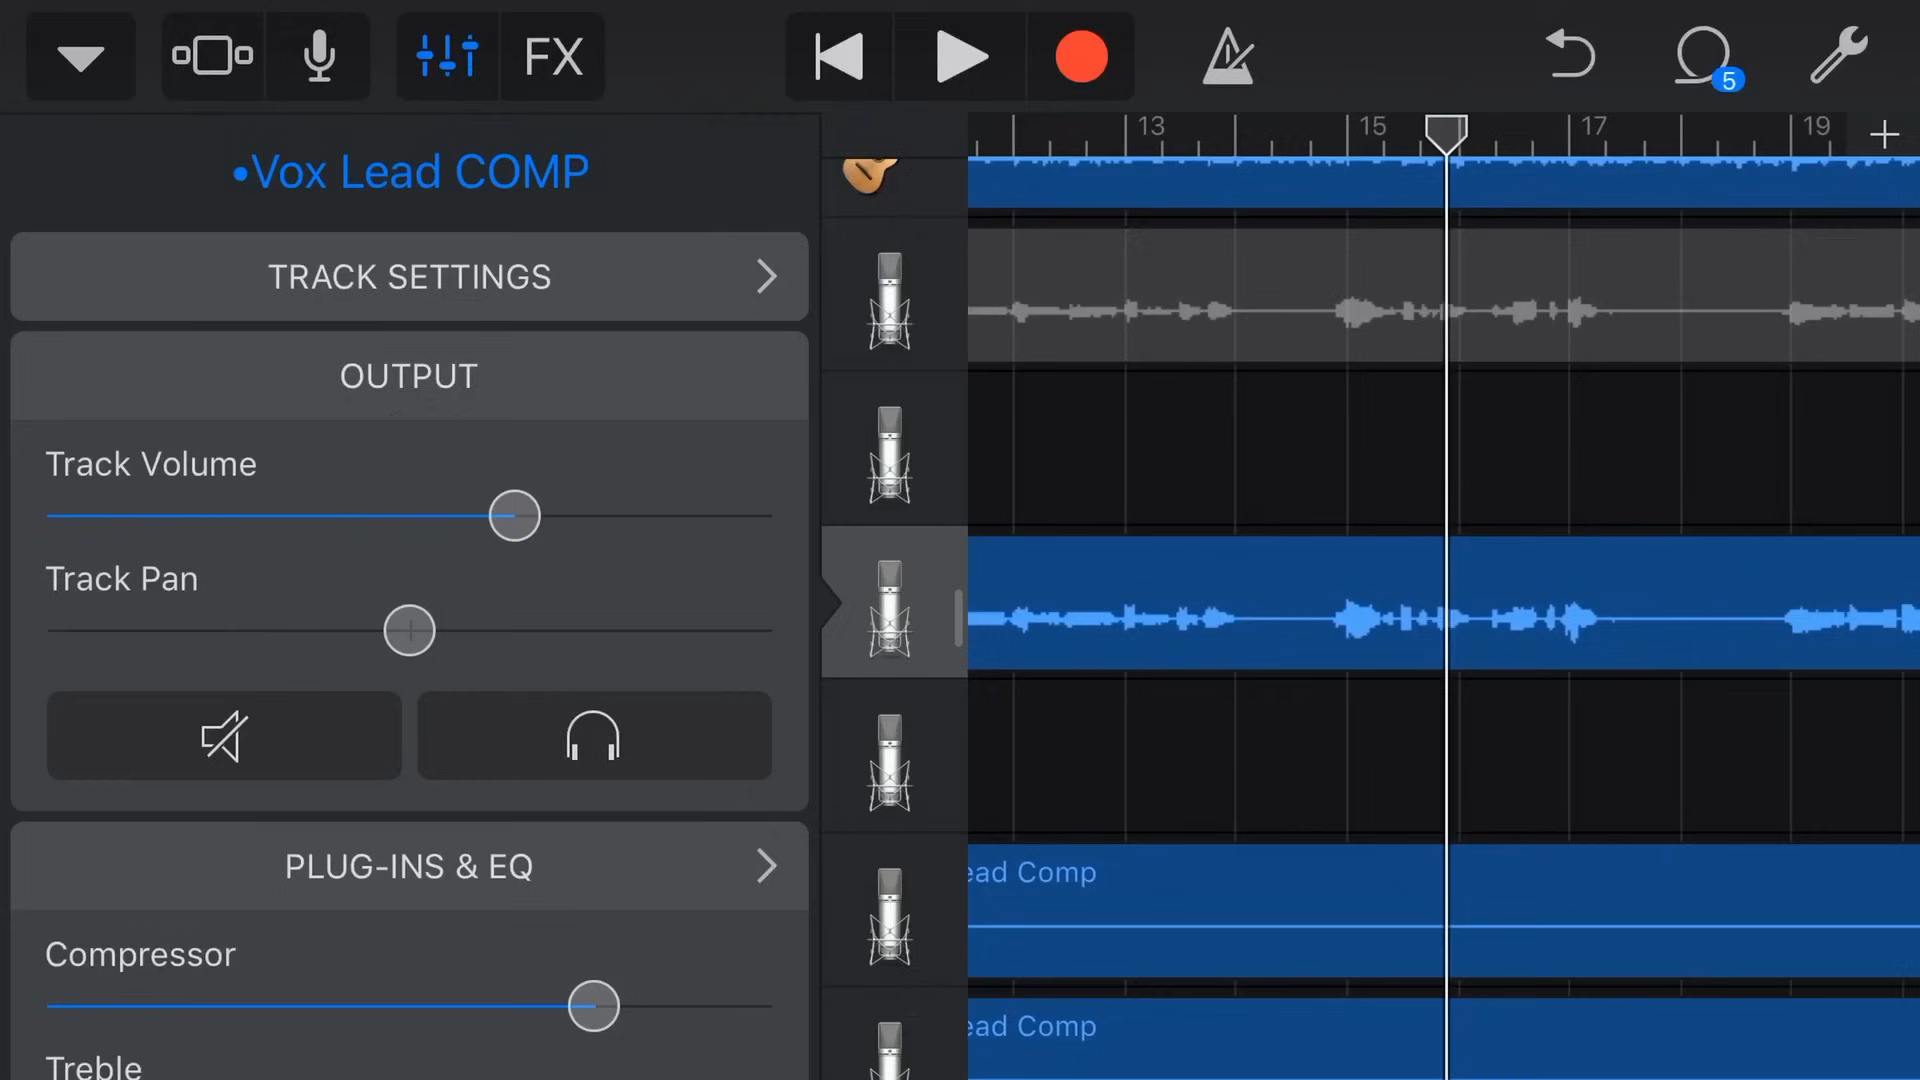 FX
5
13
15
17
19
•Vox Lead COMP
TRACK SETTINGS
OUTPUT
Track Volume
Track Pan
PLUG-INS & EQ
ead Comp
Compressor
ead Comp
Treble